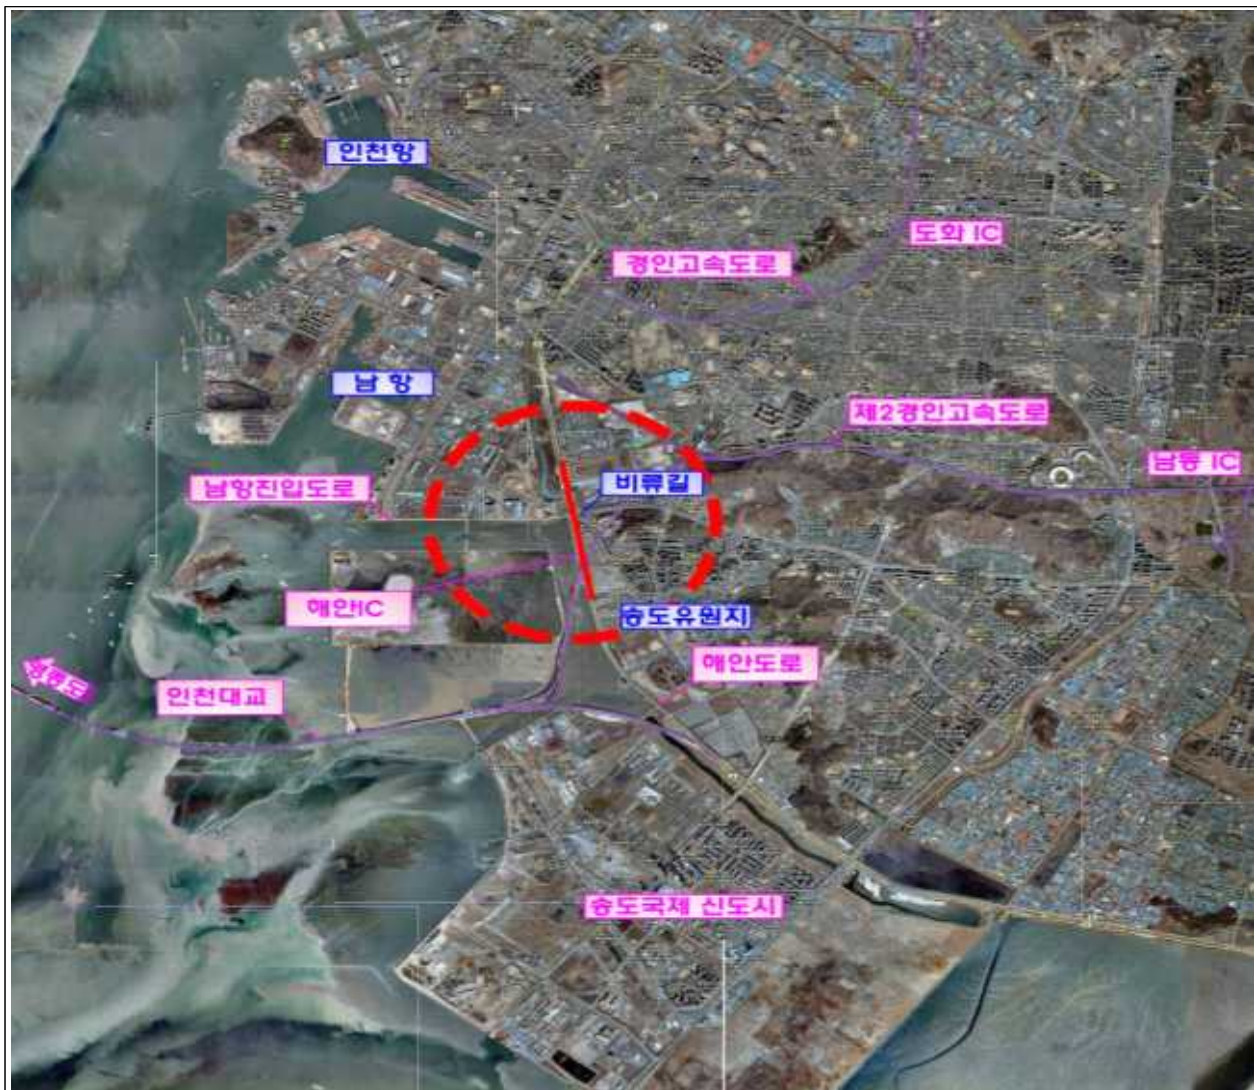 인천항
도화 IC
경인고속도로
남 항
제2경인고속도로
남동 IC
비류길
남항진입도로
해안IC
송도유원지
해안도로
영종도
인천대교
송도국제 신도시